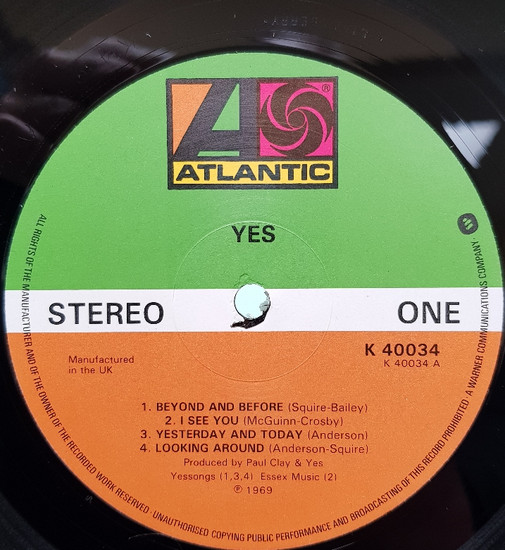 ATLANTIC
®
YES
STEREO
ONE
Manufactured
in the UK
K 40034
K 40034 A
1. BEYOND AND BEFORE (Squire-Bailey)
2. I SEE YOU (McGuinn-Crosby)
3. YESTERDAY AND TODAY (Anderson)
4. LOOKING AROUND (Anderson-Squire)
Produced by Paul Clay & Yes
Yessongs (1,3,4) Essex Music (2)
℗ 1969
ALL RIGHTS OF THE MANUFACTURER AND OF THE OWNER OF THE RECORDED WORK RESERVED · UNAUTHORISED COPYING PUBLIC PERFORMANCE AND BROADCASTING OF THIS RECORD PROHIBITED · A WARNER COMMUNICATIONS COMPANY ·